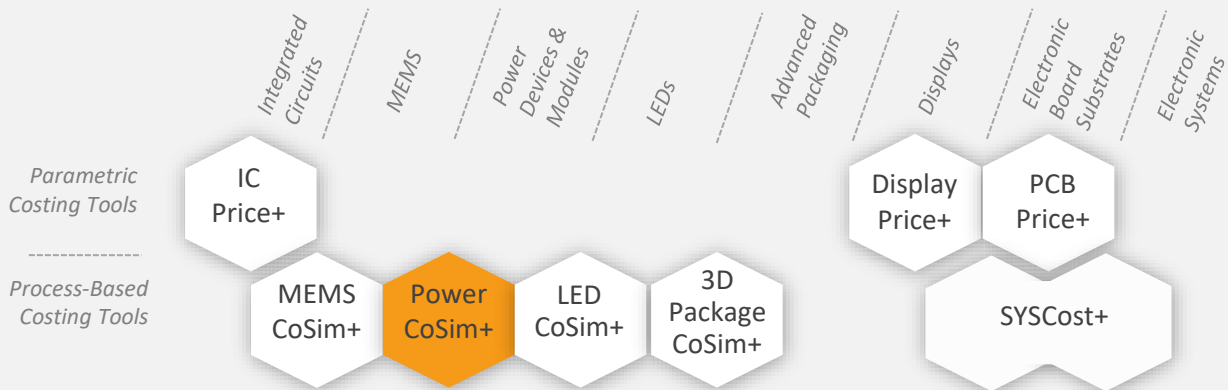 Integrated
Circuits
MEMS
Power
Devices &
Modules
LEDs
Advanced
Packaging
Displays
Electronic
Board
Substrates
Electronic
Systems
Parametric
Costing Tools
IC
Price+
Display
Price+
PCB
Price+
Process-Based
Costing Tools
MEMS
CoSim+
Power
CoSim+
LED
CoSim+
3D
Package
CoSim+
SYSCost+